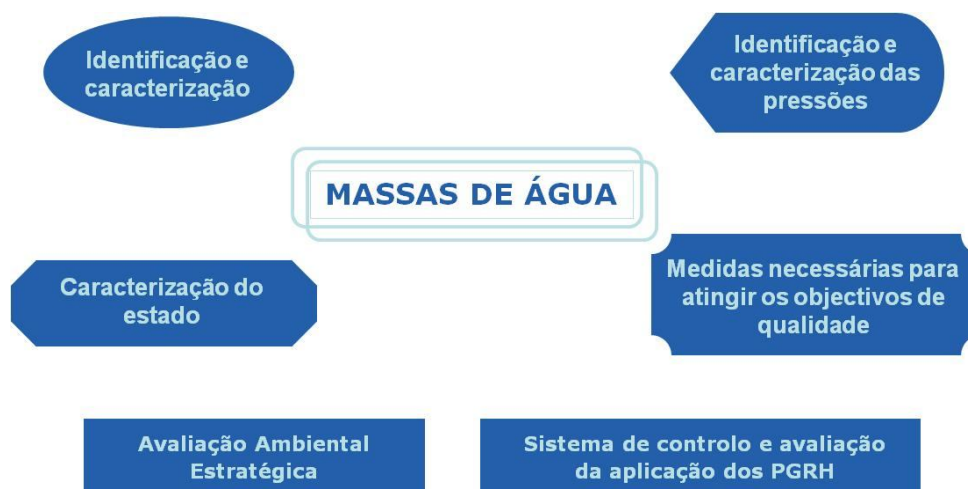 Identificação e
caracterização
Identificação e
caracterização das
pressões
MASSAS DE ÁGUA
Caracterização do
estado
Medidas necessárias para
atingir os objectivos de
qualidade
Avaliação Ambiental
Estratégica
Sistema de controlo e avaliação
da aplicação dos PGRH